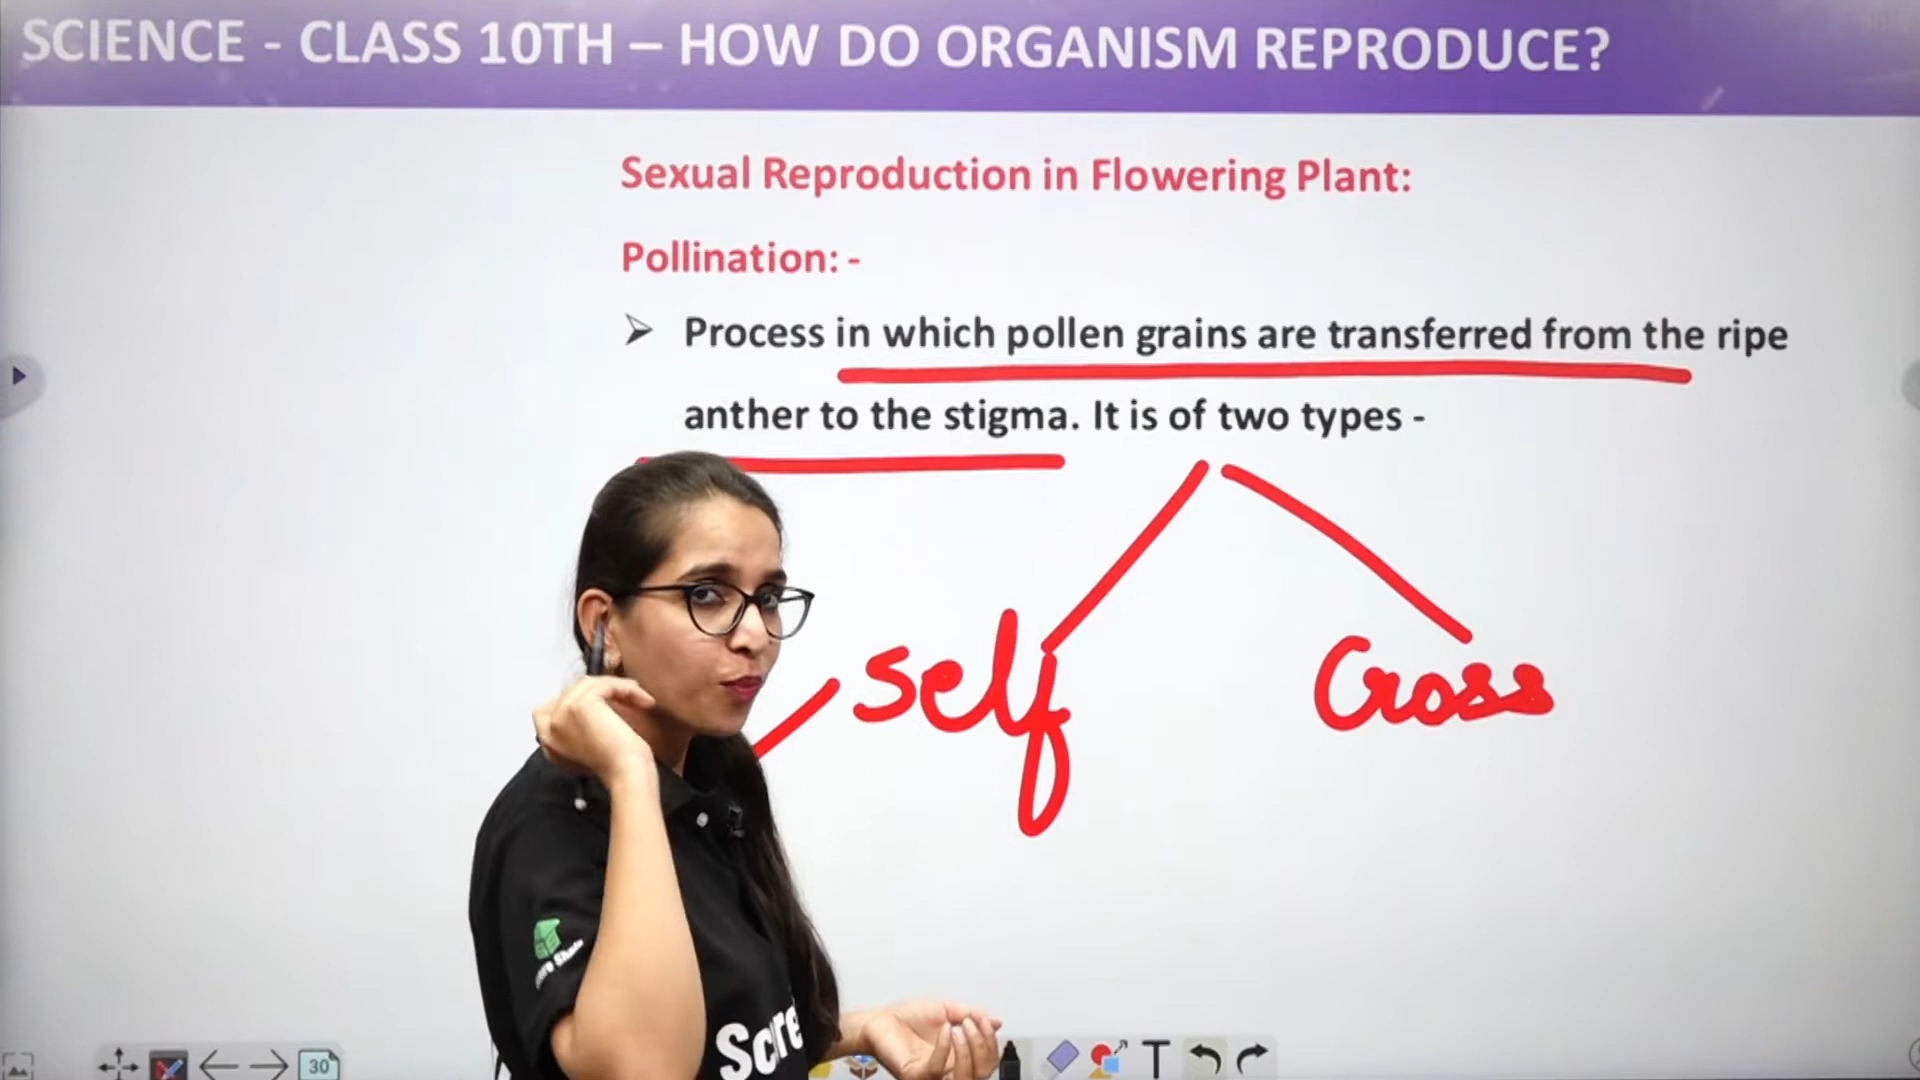 SCIENCE - CLASS 10TH – HOW DO ORGANISM REPRODUCE?
Sexual Reproduction in Flowering Plant:
Pollination: -
➢ Process in which pollen grains are transferred from the ripe
anther to the stigma. It is of two types -
self
Cross
Score
30
T